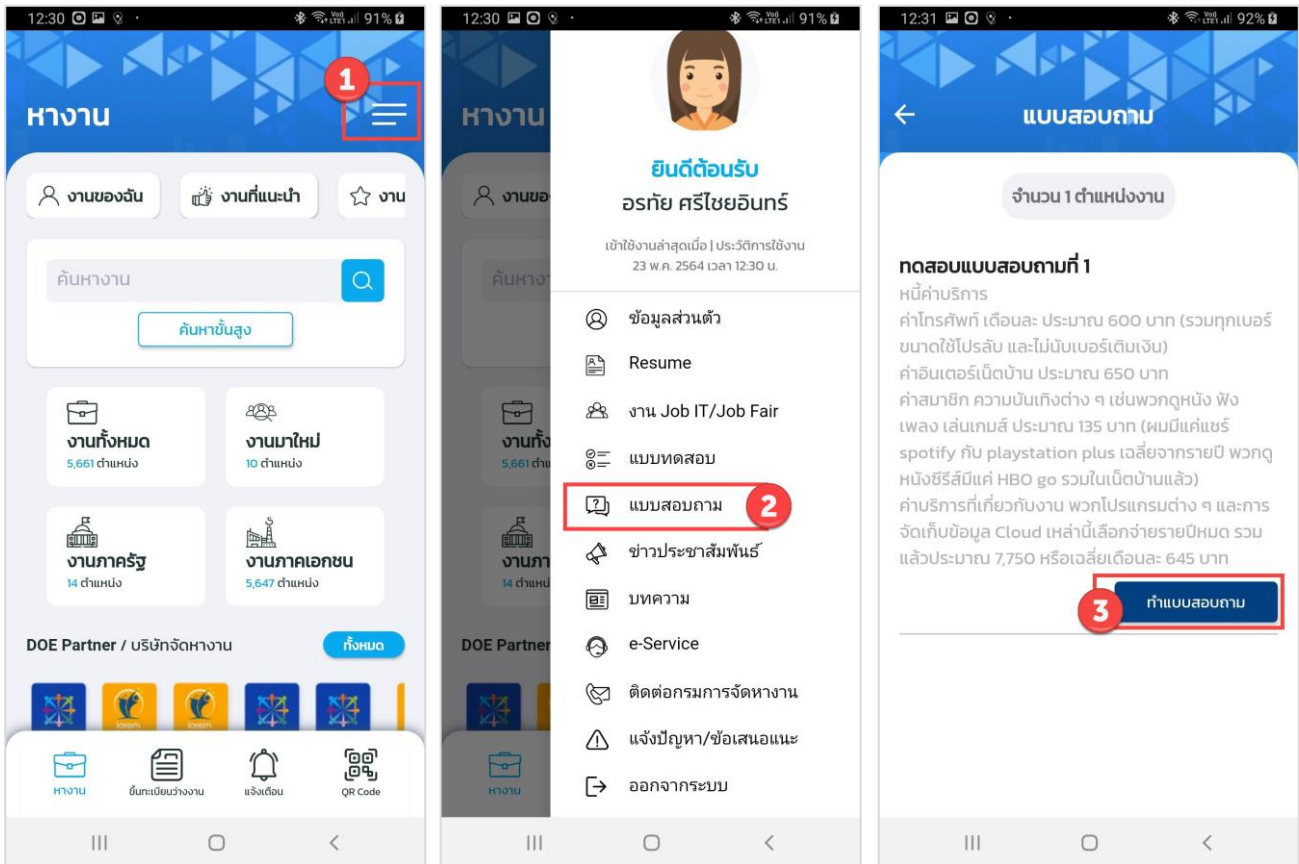 12:30
91%
หางาน
1
งานของฉัน
งานที่แนะนำ
งาน
ค้นหางาน
ค้นหาขั้นสูง
งานทั้งหมด
5,661 ตำแหน่ง
งานมาใหม่
10 ตำแหน่ง
งานภาครัฐ
14 ตำแหน่ง
งานภาคเอกชน
5,647 ตำแหน่ง
DOE Partner / บริษัทจัดหางาน
ทั้งหมด
lorem
lorem
หางาน
ขึ้นทะเบียนว่างงาน
แจ้งเตือน
QR Code
12:30
91%
หางาน
งานขอ
ค้นหาง
งานทั้ง
5,661 ตำแ
งานภา
14 ตำแหน่
DOE Partner
หางาน
ยินดีต้อนรับ
อรทัย ศรีไชยอินทร์
เข้าใช้งานล่าสุดเมื่อ | ประวัติการใช้งาน
23 พ.ค. 2564 เวลา 12:30 น.
ข้อมูลส่วนตัว
Resume
งาน Job IT/Job Fair
แบบทดสอบ
แบบสอบถาม
2
ข่าวประชาสัมพันธ์
บทความ
e-Service
ติดต่อกรมการจัดหางาน
แจ้งปัญหา/ข้อเสนอแนะ
ออกจากระบบ
12:31
92%
แบบสอบถาม
จำนวน 1 ตำแหน่งงาน
ทดสอบแบบสอบถามที่ 1
หนี้ค่าบริการ
ค่าโทรศัพท์ เดือนละ ประมาณ 600 บาท (รวมทุกเบอร์
ขนาดใช้โปรลับ และไม่นับเบอร์เติมเงิน)
ค่าอินเตอร์เน็ตบ้าน ประมาณ 650 บาท
ค่าสมาชิก ความบันเทิงต่าง ๆ เช่นพวกดูหนัง ฟัง
เพลง เล่นเกมส์ ประมาณ 135 บาท (ผมมีแค่แชร์
spotify กับ playstation plus เฉลี่ยจากรายปี พวกดู
หนังซีรีส์มีแค่ HBO go รวมในเน็ตบ้านแล้ว)
ค่าบริการที่เกี่ยวกับงาน พวกโปรแกรมต่าง ๆ และการ
จัดเก็บข้อมูล Cloud เหล่านี้เลือกจ่ายรายปีหมด รวม
แล้วประมาณ 7,750 หรือเฉลี่ยเดือนละ 645 บาท
3
ทำแบบสอบถาม